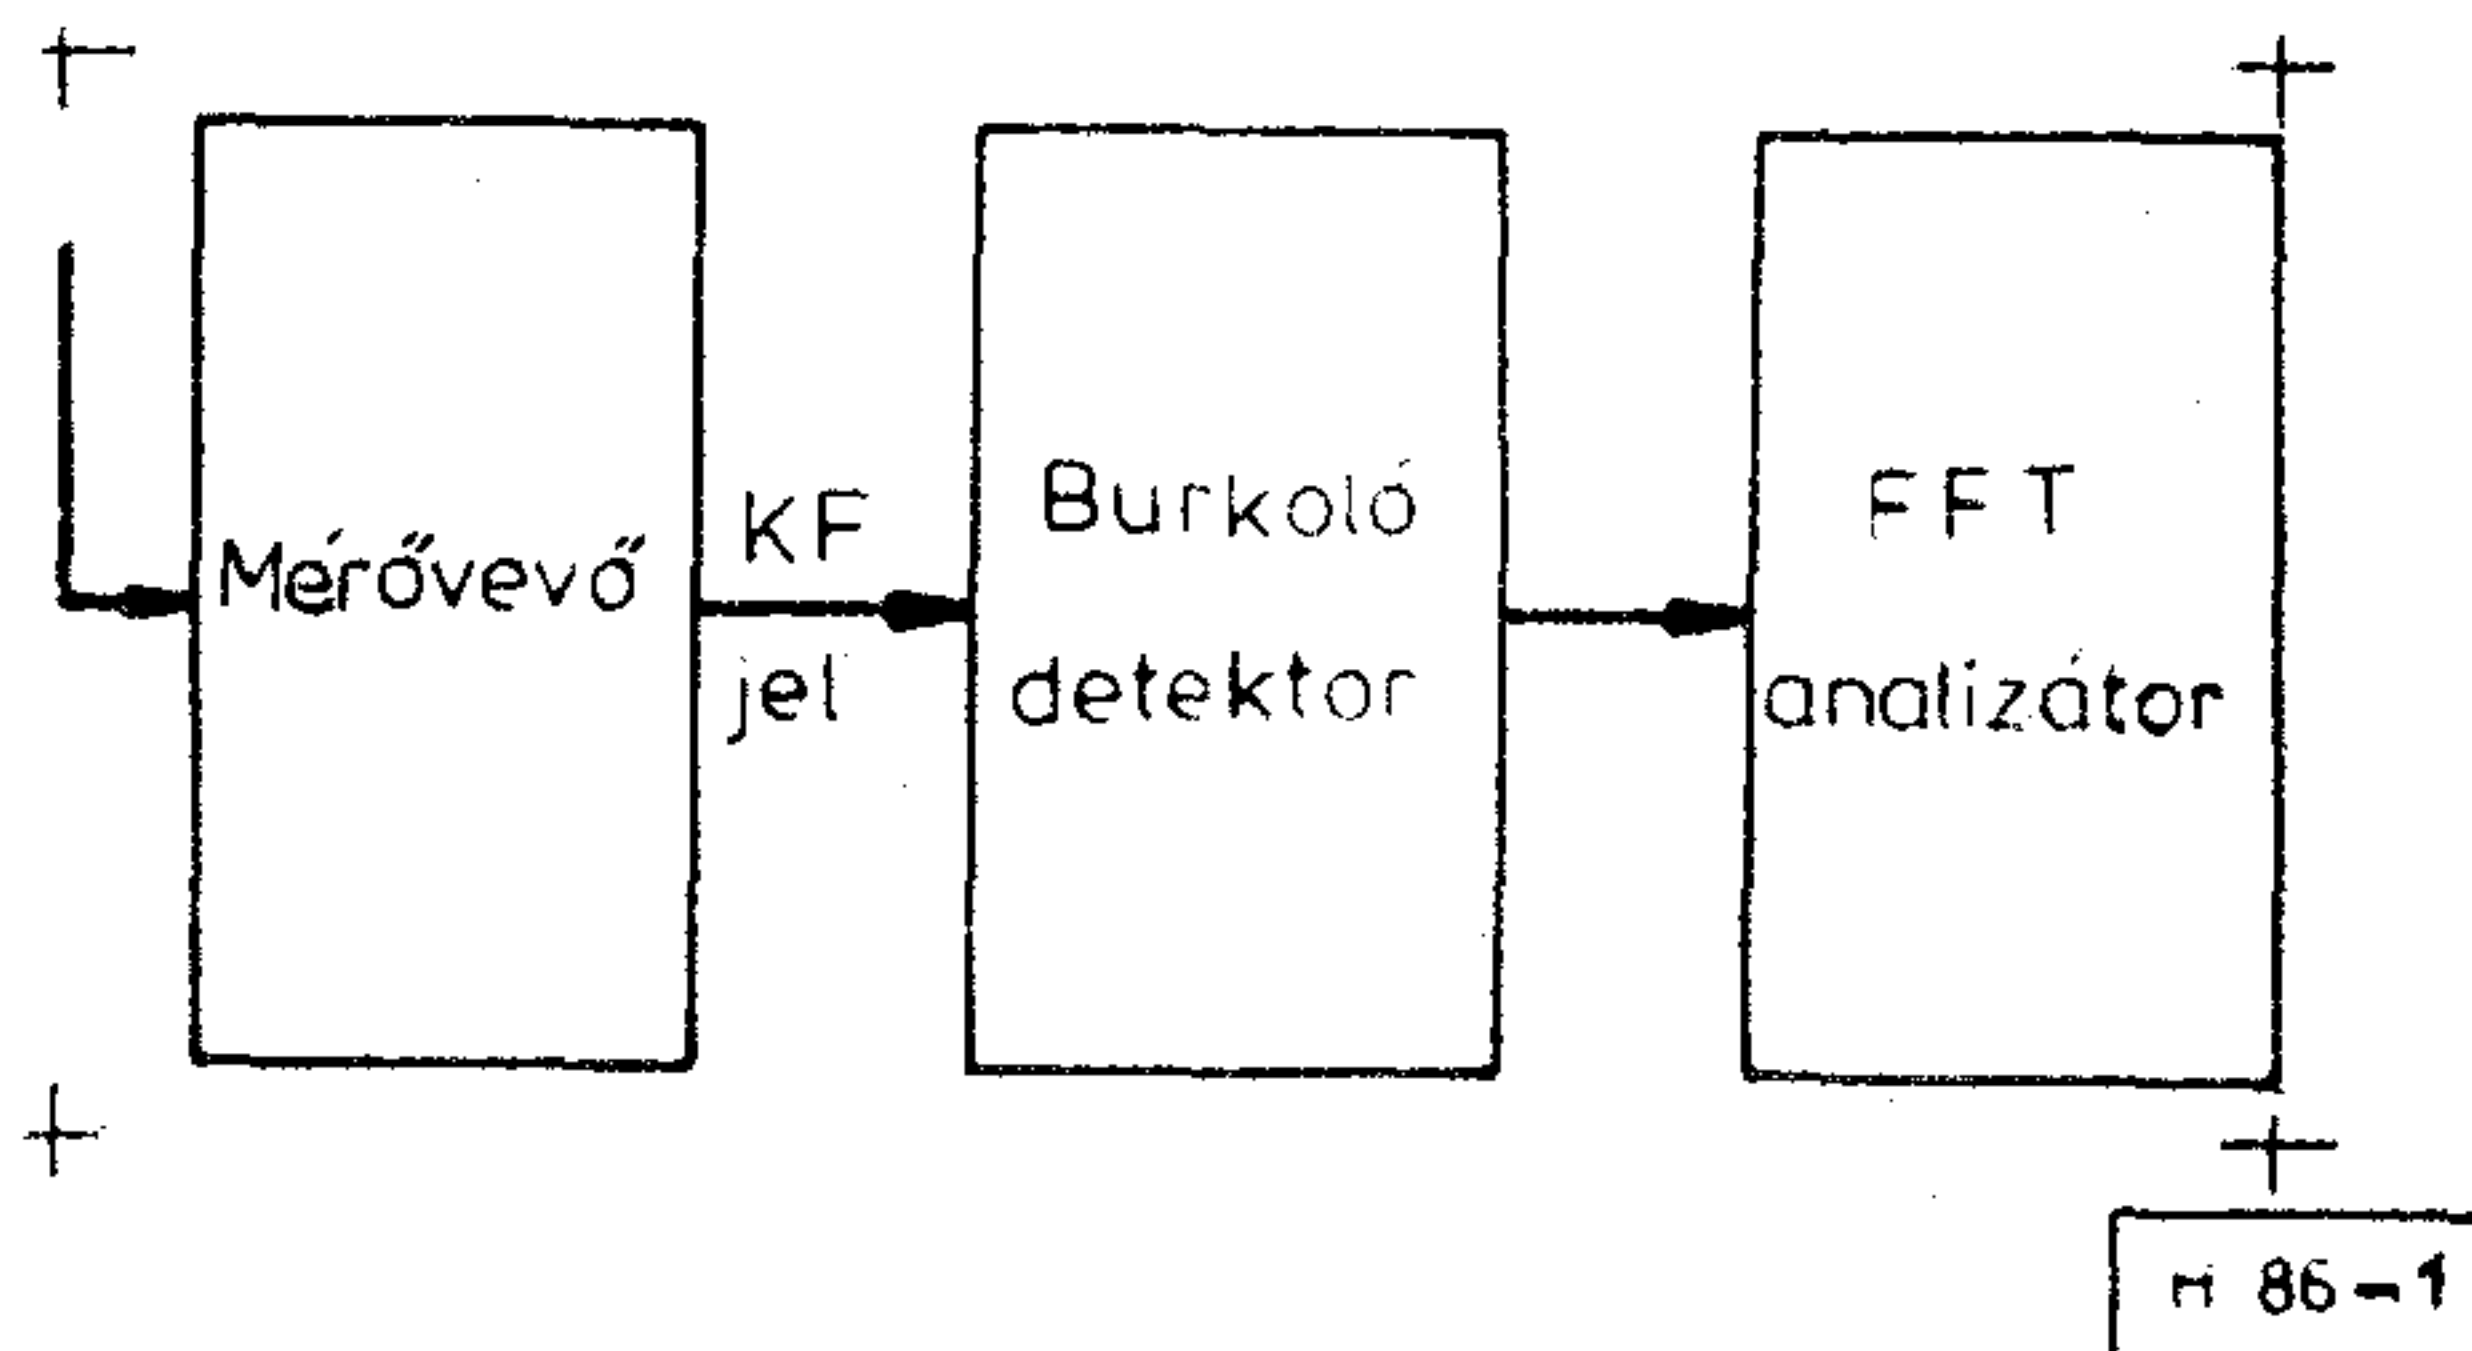 Mérővevő
KF
jel
Burkoló
detektor
FFT
analizátor
86-1